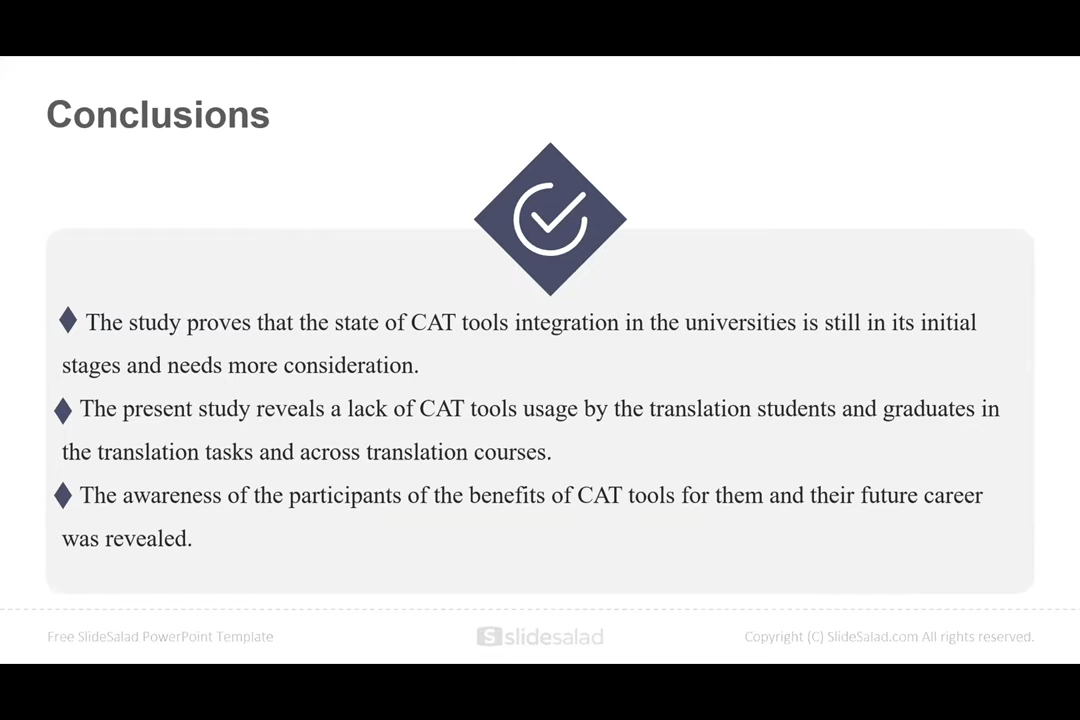 Conclusions
The study proves that the state of CAT tools integration in the universities is still in its initial
stages and needs more consideration.
The present study reveals a lack of CAT tools usage by the translation students and graduates in
the translation tasks and across translation courses.
The awareness of the participants of the benefits of CAT tools for them and their future career
was revealed.
Free SlideSalad PowerPoint Template
slidesalad
Copyright (C) SlideSalad.com All rights reserved.